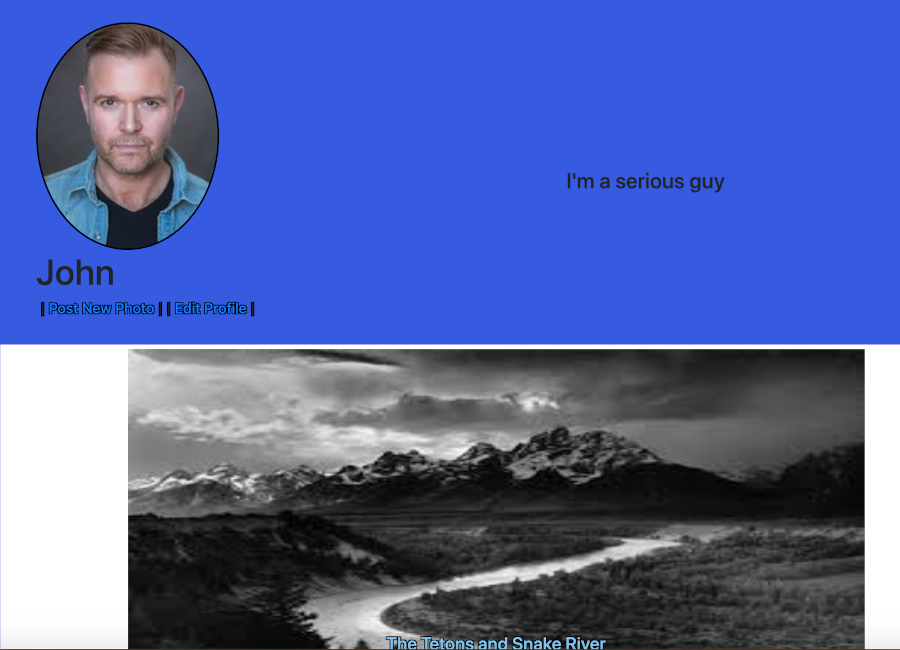 I'm a serious guy
John
| Post New Photo | | Edit Profile |
The Tetons and Snake River